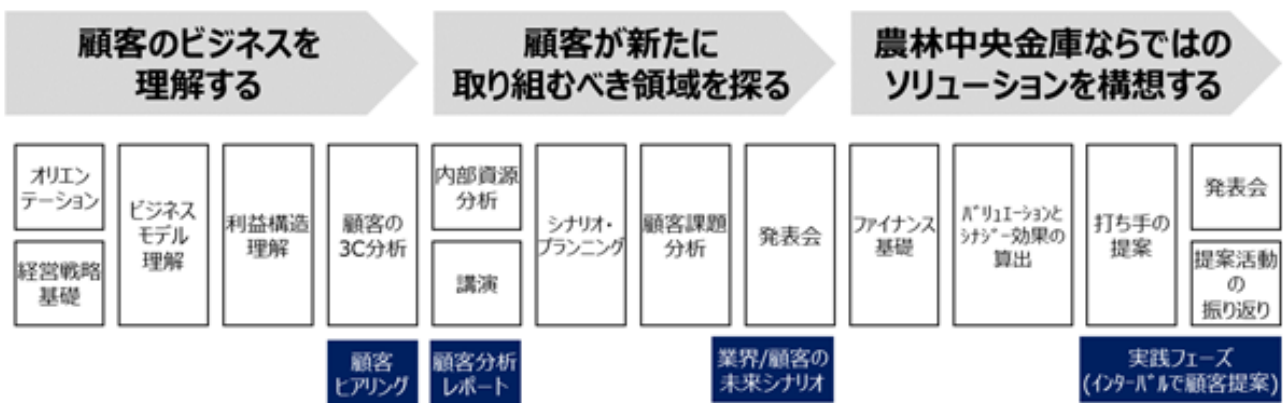 顧客のビジネスを
理解する
顧客が新たに
取り組むべき領域を探る
農林中央金庫ならではの
ソリューションを構想する
オリエン
テーション
経営戦略
基礎
ビジネス
モデル
理解
利益構造
理解
顧客の
3C分析
内部資源
分析
講演
シナリオ・
プランニング
顧客課題
分析
発表会
ファイナンス
基礎
バリュエーションと
シナジー効果の
算出
打ち手の
提案
発表会
提案活動
の
振り返り
顧客
ヒアリング
顧客分析
レポート
業界/顧客の
未来シナリオ
実践フェーズ
(インターバルで顧客提案)